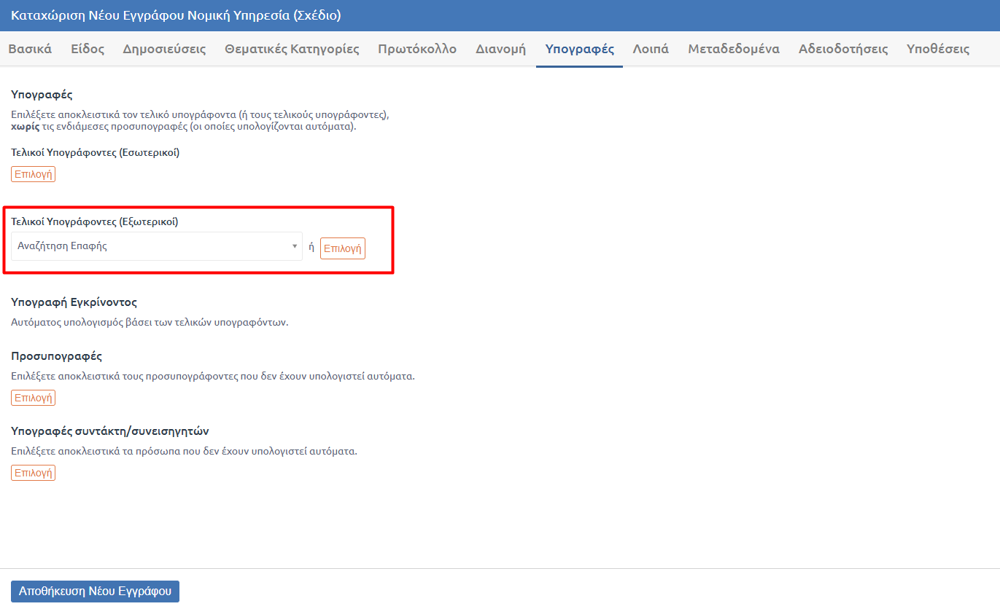 Καταχώριση Νέου Εγγράφου Νομική Υπηρεσία (Σχέδιο)
Βασικά Είδος Δημοσιεύσεις Θεματικές Κατηγορίες Πρωτόκολλο Διανομή Υπογραφές Λοιπά Μεταδεδομένα Αδειοδοτήσεις Υποθέσεις
Υπογραφές
Επιλέξετε αποκλειστικά τον τελικό υπογράφοντα (ή τους τελικούς υπογράφοντες),
χωρίς τις ενδιάμεσες προσυπογραφές (οι οποίες υπολογίζονται αυτόματα).
Τελικοί Υπογράφοντες (Εσωτερικοί)
Επιλογή
Τελικοί Υπογράφοντες (Εξωτερικοί)
Αναζήτηση Επαφής ή Επιλογή
Υπογραφή Εγκρίνοντος
Αυτόματος υπολογισμός βάσει των τελικών υπογραφόντων.
Προσυπογραφές
Επιλέξετε αποκλειστικά τους προσυπογράφοντες που δεν έχουν υπολογιστεί αυτόματα.
Επιλογή
Υπογραφές συντάκτη/συνεισηγητών
Επιλέξετε αποκλειστικά τα πρόσωπα που δεν έχουν υπολογιστεί αυτόματα.
Επιλογή
Αποθήκευση Νέου Εγγράφου